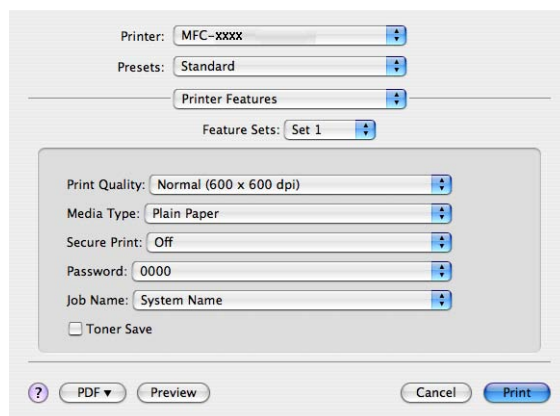 Printer: MFC-xxxx
Presets: Standard
Printer Features
Feature Sets: Set 1
Print Quality: Normal (600 x 600 dpi)
Media Type: Plain Paper
Secure Print: Off
Password: 0000
Job Name: System Name
Toner Save
? PDF ▾ Preview Cancel Print